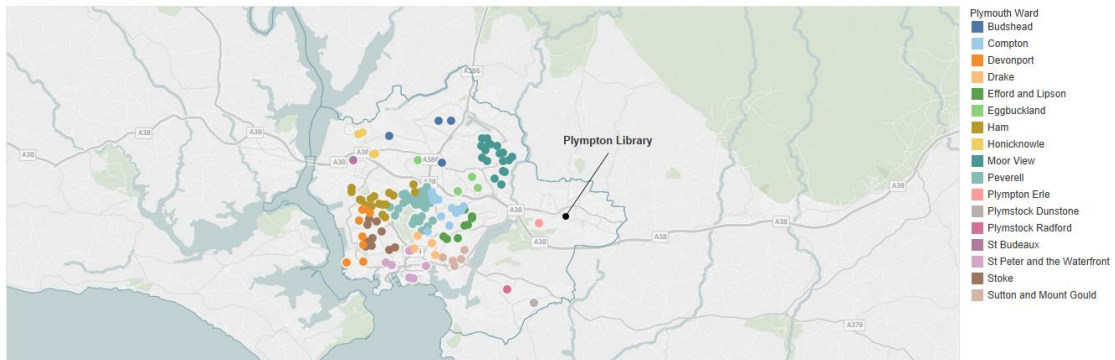 Plymouth Ward
Budshead
Compton
Devonport
Drake
Efford and Lipson
Eggbuckland
Ham
Honicknowle
Moor View
Peverell
Plympton Erle
Plymstock Dunstone
Plymstock Radford
St Budeaux
St Peter and the Waterfront
Stoke
Sutton and Mount Gould
Plympton Library
A386
A38
A38
A38
A38
A386
A38
A38
A38
A38
A38
A379